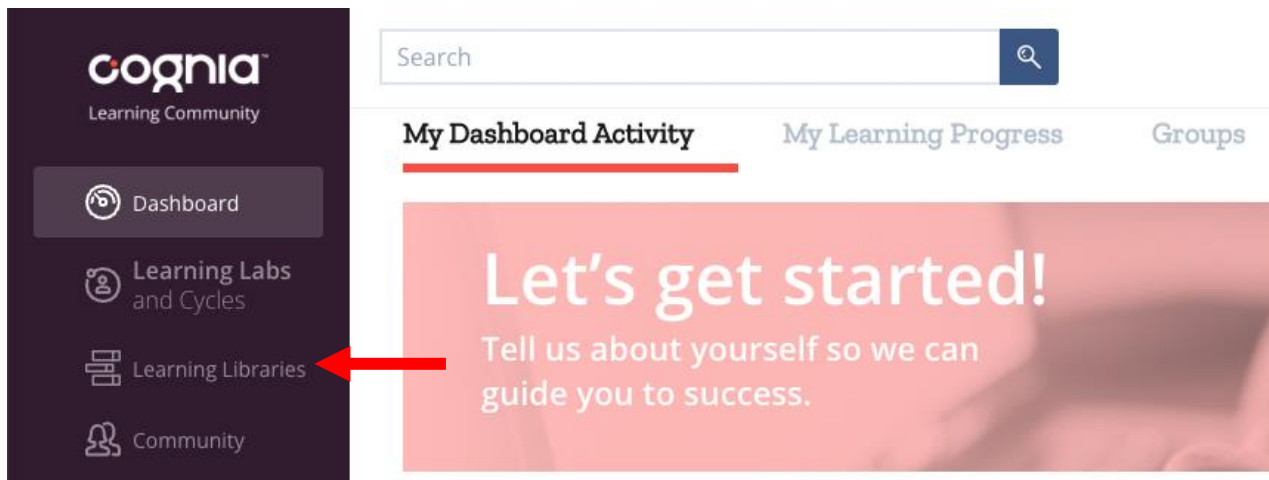 cognia™
Learning Community
Dashboard
Learning Labs
and Cycles
Learning Libraries
Community
Search
My Dashboard Activity
My Learning Progress
Groups
Let's get started!
Tell us about yourself so we can
guide you to success.